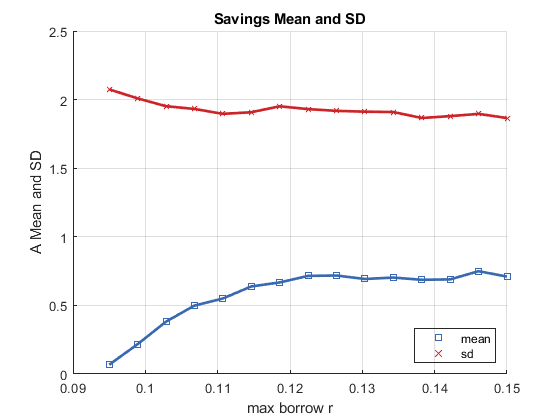 Savings Mean and SD
2.5
2
1.5
1
0.5
0
A Mean and SD
0.09 0.1 0.11 0.12 0.13 0.14 0.15
max borrow r
mean
sd